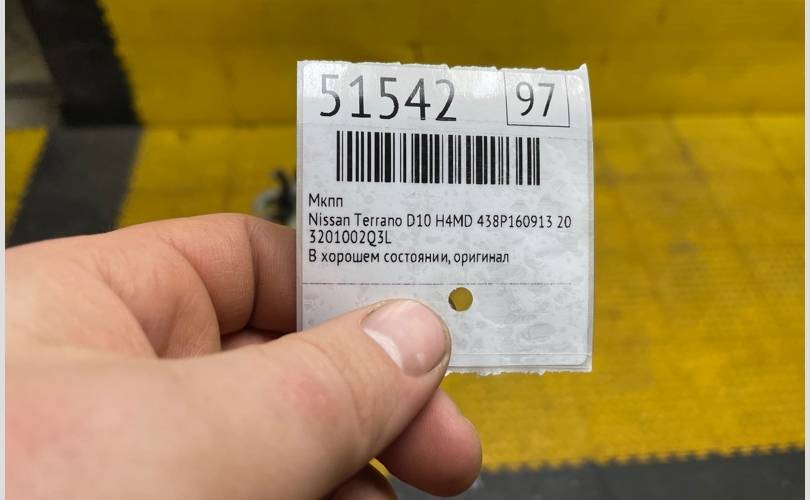 51542 97
Мкпп
Nissan Terrano D10 H4MD 438P160913 20
3201002Q3L
В хорошем состоянии, оригинал